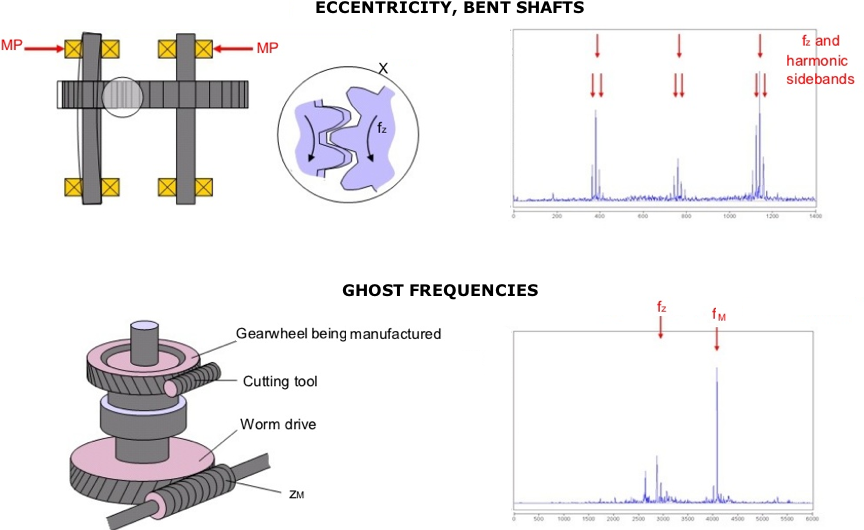 ECCENTRICITY, BENT SHAFTS
MP
MP
X
fz
fz and
harmonic
sidebands
0 200 400 600 800 1000 1200 1400
GHOST FREQUENCIES
Gearwheel being manufactured
Cutting tool
Worm drive
zM
fz
fM
500 1000 1500 2000 2500 3000 3500 4000 4500 5000 5500 6000